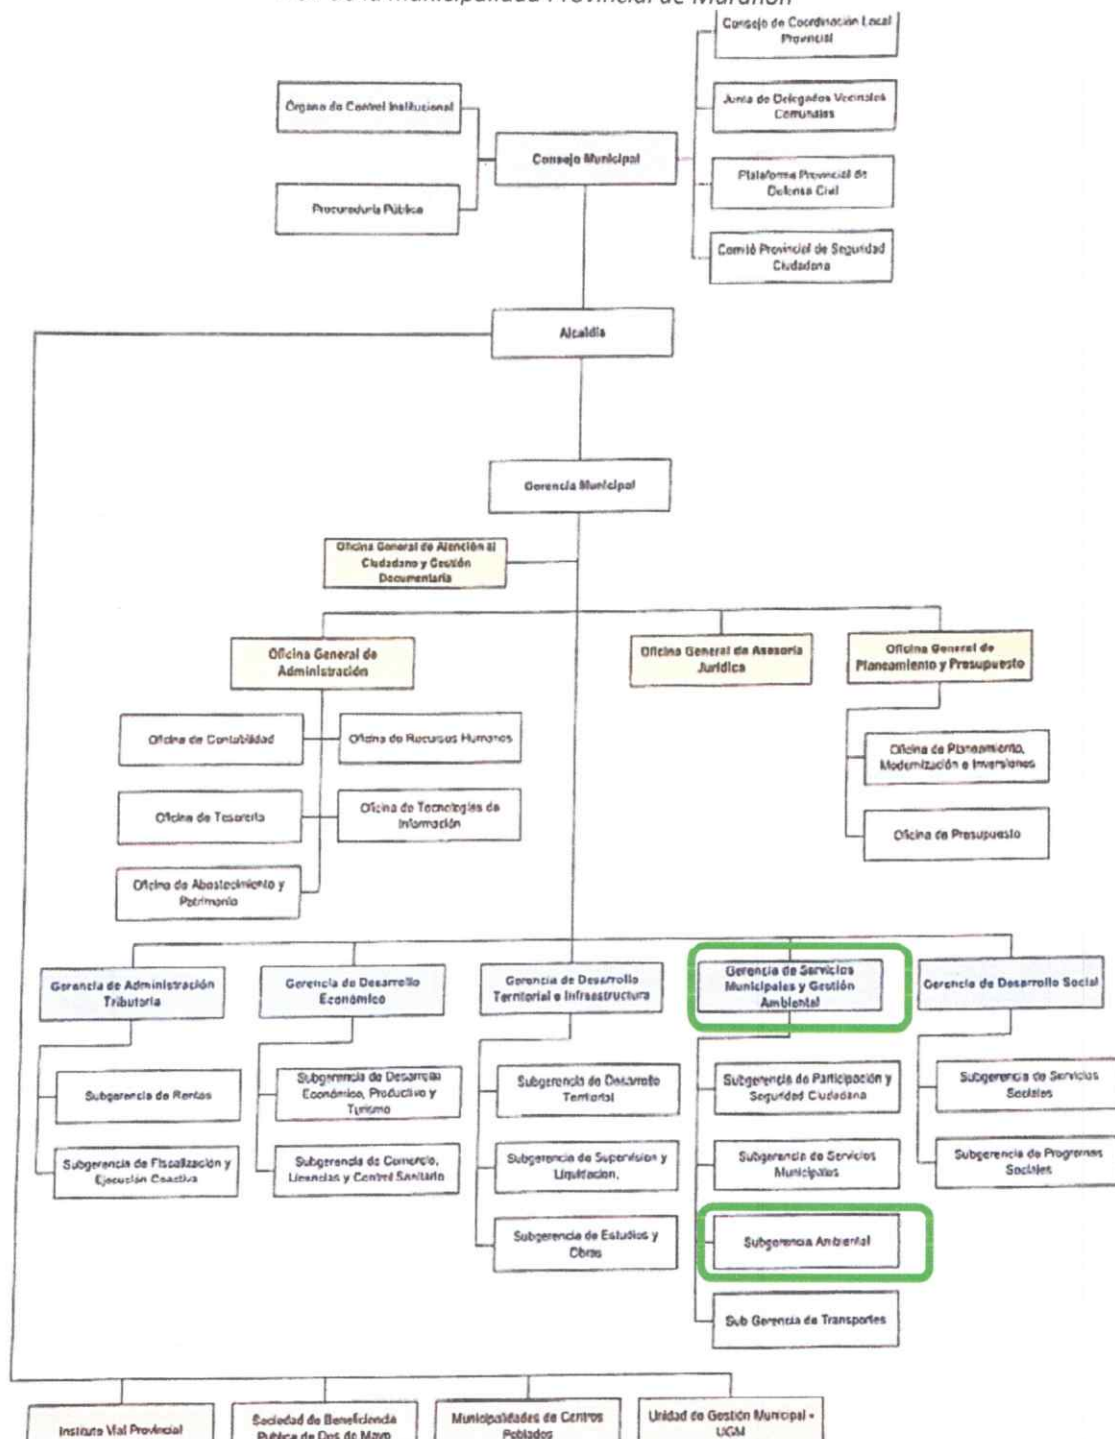 de la Municipalidad Provincial de Marañón
Consejo de Coordinación Local
Provincial
Órgano de Control Institucional
Junta de Delegados Vecinales
Comunales
Consejo Municipal
Plataforma Provincial de
Defensa Civil
Procuraduría Pública
Comité Provincial de Seguridad
Ciudadana
Alcaldía
Gerencia Municipal
Oficina General de Atención al
Ciudadano y Gestión
Documentaria
Oficina General de
Administración
Oficina General de Asesoría
Jurídica
Oficina General de
Planeamiento y Presupuesto
Oficina de Contabilidad
Oficina de Recursos Humanos
Oficina de Planeamiento,
Modernización e Inversiones
Oficina de Tesorería
Oficina de Tecnologías de
Información
Oficina de Presupuesto
Oficina de Abastecimiento y
Patrimonio
Gerencia de Administración
Tributaria
Gerencia de Desarrollo
Económico
Gerencia de Desarrollo
Territorial e Infraestructura
Gerencia de Servicios
Municipales y Gestión
Ambiental
Gerencia de Desarrollo Social
Subgerencia de Rentas
Subgerencia de Desarrollo
Económico, Productivo y
Turismo
Subgerencia de Desarrollo
Territorial
Subgerencia de Participación y
Seguridad Ciudadana
Subgerencia de Servicios
Sociales
Subgerencia de Fiscalización y
Ejecución Coactiva
Subgerencia de Comercio,
Licencias y Control Sanitario
Subgerencia de Supervisión y
Liquidación,
Subgerencia de Servicios
Municipales
Subgerencia de Programas
Sociales
Subgerencia de Estudios y
Obras
Subgerencia Ambiental
Sub Gerencia de Transportes
Instituto Vial Provincial
Sociedad de Beneficencia
Pública de Dos de Mayo
Municipalidades de Centros
Poblados
Unidad de Gestión Municipal -
UGM